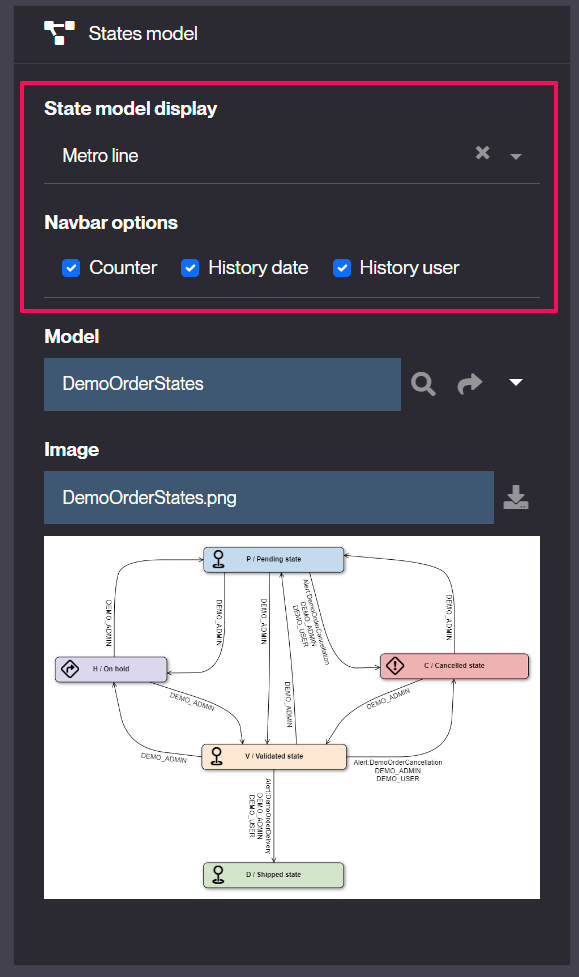 States model
State model display
Metro line
Navbar options
Counter
History date
History user
Model
DemoOrderStates
Image
DemoOrderStates.png
P / Pending state
DEMO_ADMIN
DEMO_ADMIN
DEMO_ADMIN
Alert:DemoOrderCancellation
DEMO_ADMIN
DEMO_USER
DEMO_ADMIN
H / On hold
C / Cancelled state
DEMO_ADMIN
DEMO_ADMIN
DEMO_ADMIN
DEMO_ADMIN
V / Validated state
Alert:DemoOrderCancellation
DEMO_ADMIN
DEMO_USER
Alert:DemoOrderDelivery
DEMO_ADMIN
DEMO_USER
D / Shipped state